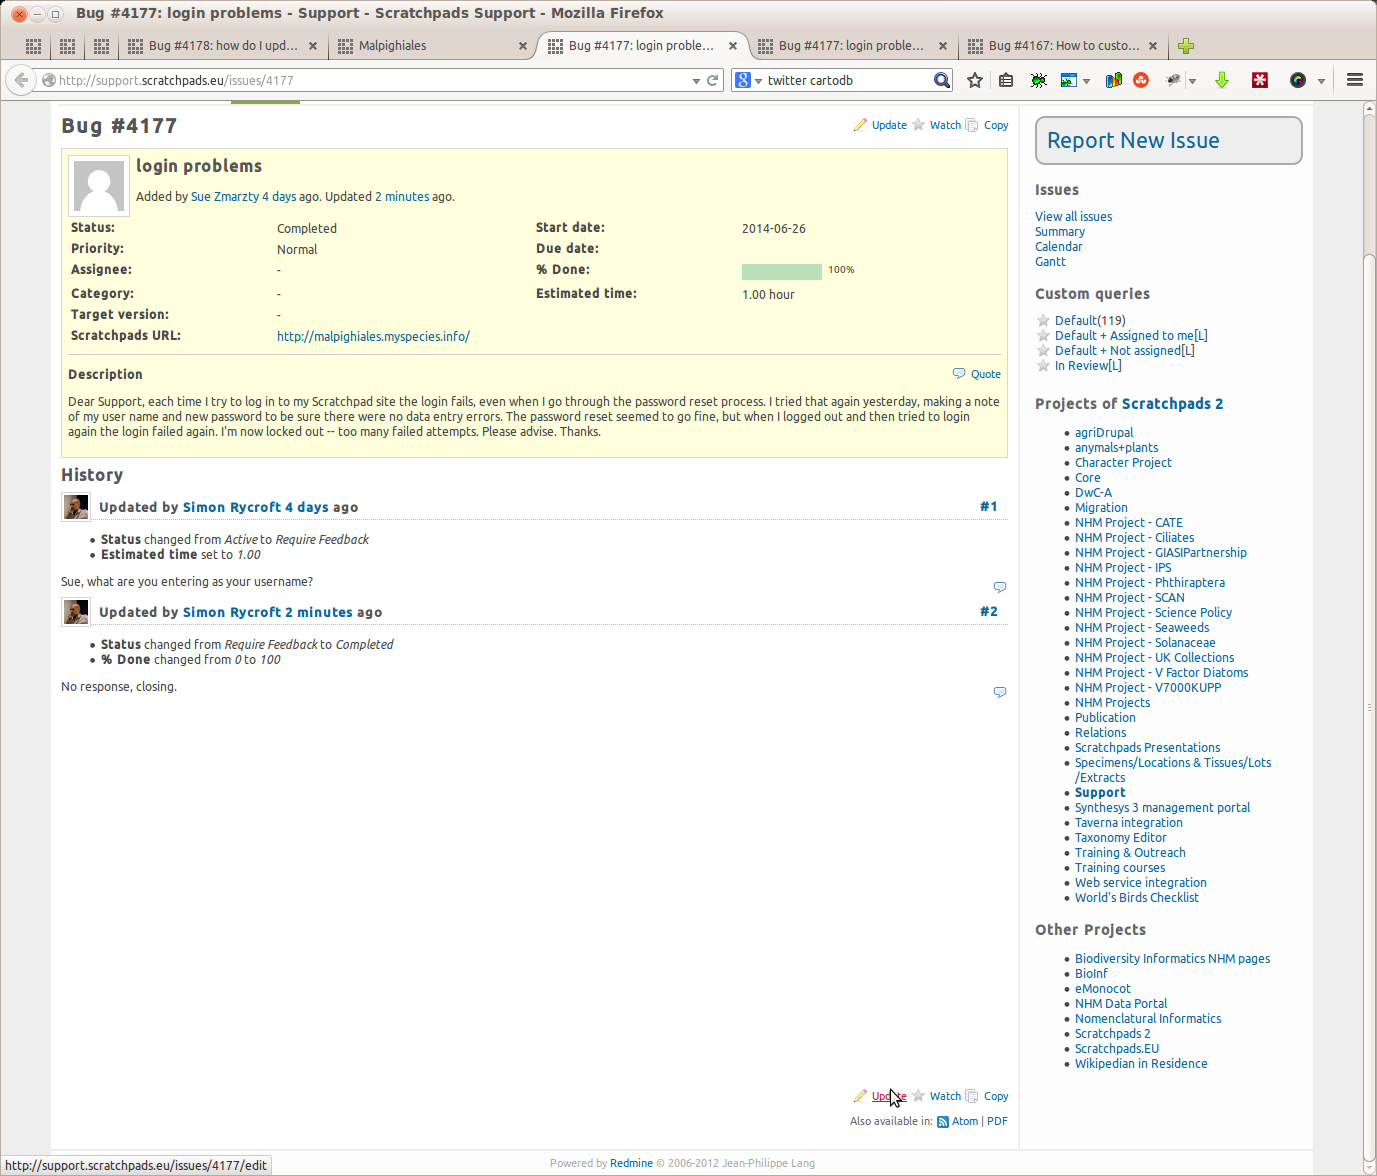 Bug #4177: login problems - Support - Scratchpads Support - Mozilla Firefox
Bug #4178: how do I upd...
Malpighiales
Bug #4177: login proble...
Bug #4177: login proble...
Bug #4167: How to custo...
http://support.scratchpads.eu/issues/4177
twitter cartodb
Bug #4177
Update Watch Copy
login problems
Added by Sue Zmarzty 4 days ago. Updated 2 minutes ago.
Status: Completed Start date: 2014-06-26
Priority: Normal Due date:
Assignee: - % Done: 100%
Category: - Estimated time: 1.00 hour
Target version: -
Scratchpads URL: http://malpighiales.myspecies.info/
Description Quote
Dear Support, each time I try to log in to my Scratchpad site the login fails, even when I go through the password reset process. I tried that again yesterday, making a note
of my user name and new password to be sure there were no data entry errors. The password reset seemed to go fine, but when I logged out and then tried to login
again the login failed again. I'm now locked out -- too many failed attempts. Please advise. Thanks.
History
Updated by Simon Rycroft 4 days ago #1
Status changed from Active to Require Feedback
Estimated time set to 1.00
Sue, what are you entering as your username?
Updated by Simon Rycroft 2 minutes ago #2
Status changed from Require Feedback to Completed
% Done changed from 0 to 100
No response, closing.
Update Watch Copy
Also available in: Atom | PDF
Report New Issue
Issues
View all issues
Summary
Calendar
Gantt
Custom queries
Default(119)
Default + Assigned to me[L]
Default + Not assigned[L]
In Review[L]
Projects of Scratchpads 2
agriDrupal
anymals+plants
Character Project
Core
DwC-A
Migration
NHM Project - CATE
NHM Project - Ciliates
NHM Project - GIASIPartnership
NHM Project - IPS
NHM Project - Phthiraptera
NHM Project - SCAN
NHM Project - Science Policy
NHM Project - Seaweeds
NHM Project - Solanaceae
NHM Project - UK Collections
NHM Project - V Factor Diatoms
NHM Project - V7000KUPP
NHM Projects
Publication
Relations
Scratchpads Presentations
Specimens/Locations & Tissues/Lots
/Extracts
Support
Synthesys 3 management portal
Taverna integration
Taxonomy Editor
Training & Outreach
Training courses
Web service integration
World's Birds Checklist
Other Projects
Biodiversity Informatics NHM pages
BioInf
eMonocot
NHM Data Portal
Nomenclatural Informatics
Scratchpads 2
Scratchpads.EU
Wikipedian in Residence
http://support.scratchpads.eu/issues/4177/edit
Powered by Redmine © 2006-2012 Jean-Philippe Lang